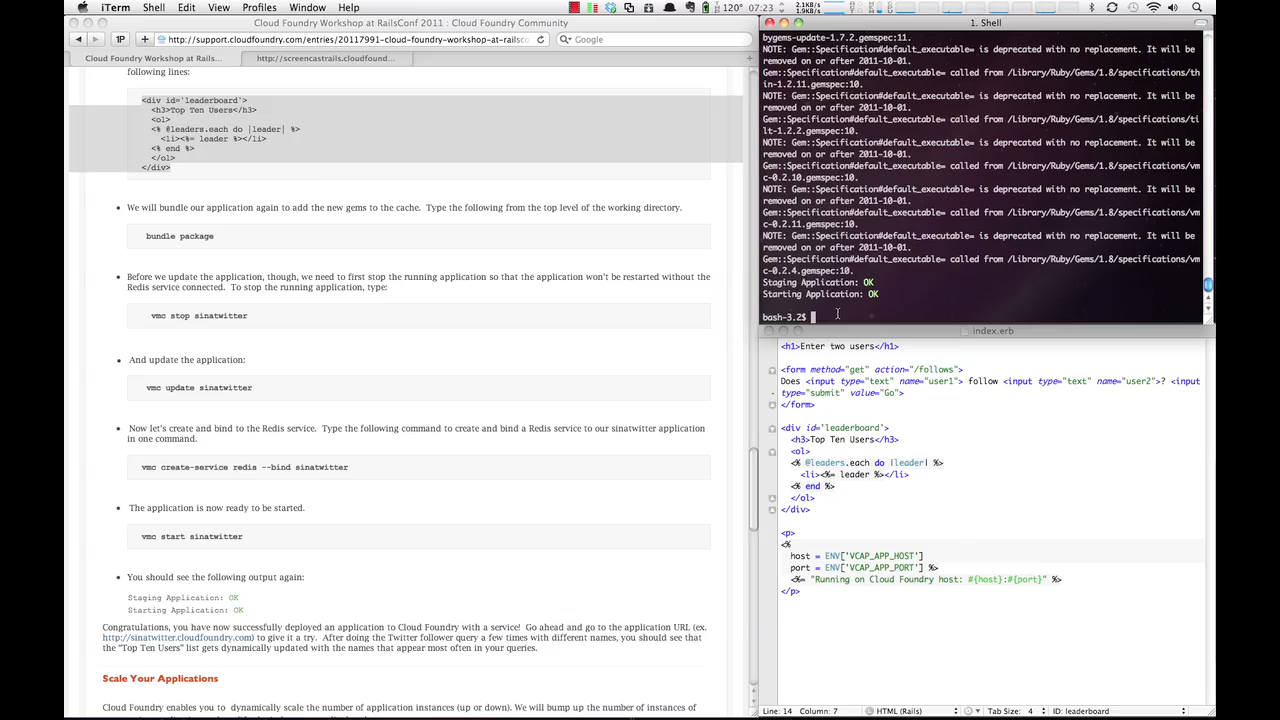 iTerm Shell Edit View Profiles Window Help 120° 07:23 2.1KB/s 1.9KB/s
Cloud Foundry Workshop at RailsConf 2011 : Cloud Foundry Community
1P http://support.cloudfoundry.com/entries/20117991-cloud-foundry-workshop-at-railsco Google
Cloud Foundry Workshop at Rails... http://screencastrails.cloudfound...
following lines:
<div id='leaderboard'>
<h3>Top Ten Users</h3>
<ol>
<% @leaders.each do |leader| %>
<li><%= leader %></li>
<% end %>
</ol>
</div>
We will bundle our application again to add the new gems to the cache. Type the following from the top level of the working directory.
bundle package
Before we update the application, though, we need to first stop the running application so that the application won't be restarted without the
Redis service connected. To stop the running application, type:
vmc stop sinatwitter
And update the application:
vmc update sinatwitter
Now let's create and bind to the Redis service. Type the following command to create and bind a Redis service to our sinatwitter application
in one command.
vmc create-service redis --bind sinatwitter
The application is now ready to be started.
vmc start sinatwitter
You should see the following output again:
Staging Application: OK
Starting Application: OK
Congratulations, you have now successfully deployed an application to Cloud Foundry with a service! Go ahead and go to the application URL (ex.
http://sinatwitter.cloudfoundry.com) to give it a try. After doing the Twitter follower query a few times with different names, you should see that
the "Top Ten Users" list gets dynamically updated with the names that appear most often in your queries.
Scale Your Applications
Cloud Foundry enables you to dynamically scale the number of application instances (up or down). We will bump up the number of instances of
1. Shell
bygems-update-1.7.2.gemspec:11.
NOTE: Gem::Specification#default_executable= is deprecated with no replacement. It will be
removed on or after 2011-10-01.
Gem::Specification#default_executable= called from /Library/Ruby/Gems/1.8/specifications/th
in-1.2.11.gemspec:10.
NOTE: Gem::Specification#default_executable= is deprecated with no replacement. It will be
removed on or after 2011-10-01.
Gem::Specification#default_executable= called from /Library/Ruby/Gems/1.8/specifications/ti
lt-1.2.2.gemspec:10.
NOTE: Gem::Specification#default_executable= is deprecated with no replacement. It will be
removed on or after 2011-10-01.
Gem::Specification#default_executable= called from /Library/Ruby/Gems/1.8/specifications/vm
c-0.2.10.gemspec:10.
NOTE: Gem::Specification#default_executable= is deprecated with no replacement. It will be
removed on or after 2011-10-01.
Gem::Specification#default_executable= called from /Library/Ruby/Gems/1.8/specifications/vm
c-0.2.11.gemspec:10.
NOTE: Gem::Specification#default_executable= is deprecated with no replacement. It will be
removed on or after 2011-10-01.
Gem::Specification#default_executable= called from /Library/Ruby/Gems/1.8/specifications/vm
c-0.2.4.gemspec:10.
Staging Application: OK
Starting Application: OK
bash-3.2$
index.erb
<h1>Enter two users</h1>
<form method="get" action="/follows">
Does <input type="text" name="user1"> follow <input type="text" name="user2">? <input
type="submit" value="Go">
</form>
<div id='leaderboard'>
<h3>Top Ten Users</h3>
<ol>
<% @leaders.each do |leader| %>
<li><%= leader %></li>
<% end %>
</ol>
</div>
<p>
<%
host = ENV['VCAP_APP_HOST']
port = ENV['VCAP_APP_PORT'] %>
<%= "Running on Cloud Foundry host: #{host}:#{port}" %>
</p>
Line: 14 Column: 7 HTML (Rails) Tab Size: 4 ID: leaderboard